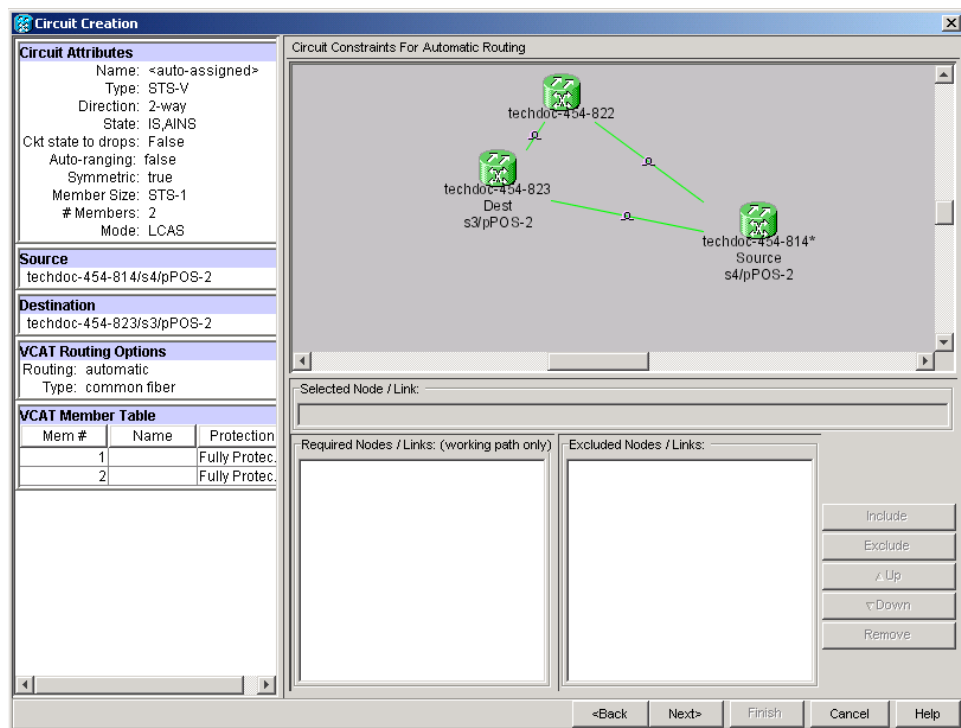 Circuit Creation
Circuit Attributes
Name: <auto-assigned>
Type: STS-V
Direction: 2-way
State: IS,AINS
Ckt state to drops: False
Auto-ranging: false
Symmetric: true
Member Size: STS-1
# Members: 2
Mode: LCAS
Source
techdoc-454-814/s4/pPOS-2
Destination
techdoc-454-823/s3/pPOS-2
VCAT Routing Options
Routing: automatic
Type: common fiber
VCAT Member Table
Mem # Name Protection
1 Fully Protec.
2 Fully Protec.
Circuit Constraints For Automatic Routing
techdoc-454-822
techdoc-454-823
Dest
s3/pPOS-2
techdoc-454-814*
Source
s4/pPOS-2
Selected Node / Link:
Required Nodes / Links: (working path only)
Excluded Nodes / Links:
Include
Exclude
Up
Down
Remove
<Back
Next>
Finish
Cancel
Help